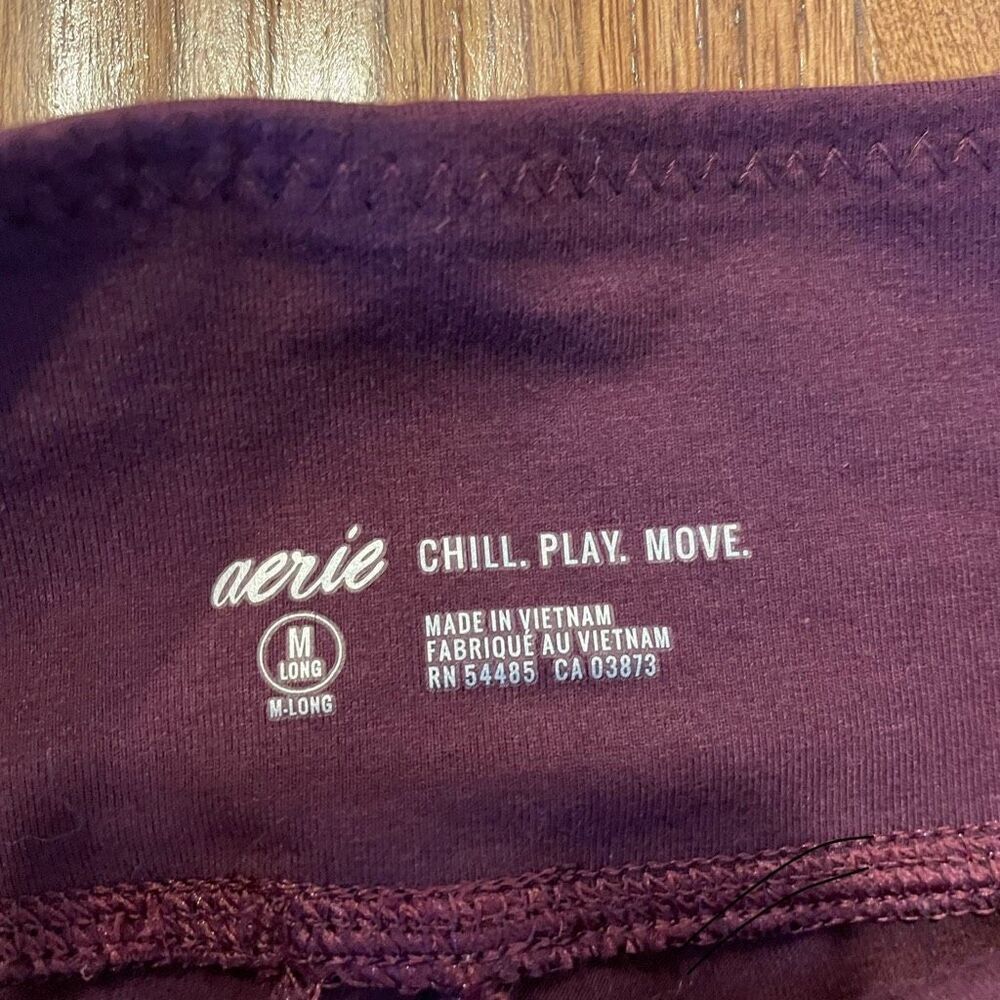 aerie CHILL. PLAY. MOVE.
M
LONG
M-LONG
MADE IN VIETNAM
FABRIQUÉ AU VIETNAM
RN 54485 CA 03873